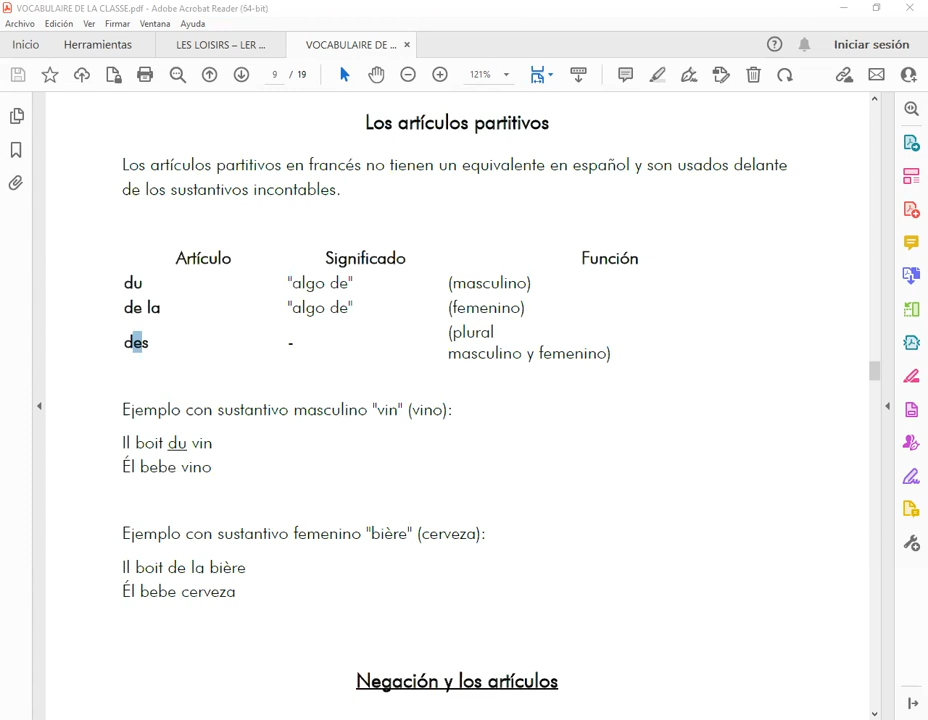 VOCABULAIRE DE LA CLASSE.pdf - Adobe Acrobat Reader (64-bit)
Archivo Edición Ver Firmar Ventana Ayuda
Inicio Herramientas LES LOISIRS – LER ... VOCABULAIRE DE ... × Iniciar sesión
9 / 19 121%
Los artículos partitivos
Los artículos partitivos en francés no tienen un equivalente en español y son usados delante
de los sustantivos incontables.
Artículo Significado Función
du "algo de" (masculino)
de la "algo de" (femenino)
des - (plural
masculino y femenino)
Ejemplo con sustantivo masculino "vin" (vino):
Il boit du vin
Él bebe vino
Ejemplo con sustantivo femenino "bière" (cerveza):
Il boit de la bière
Él bebe cerveza
Negación y los artículos